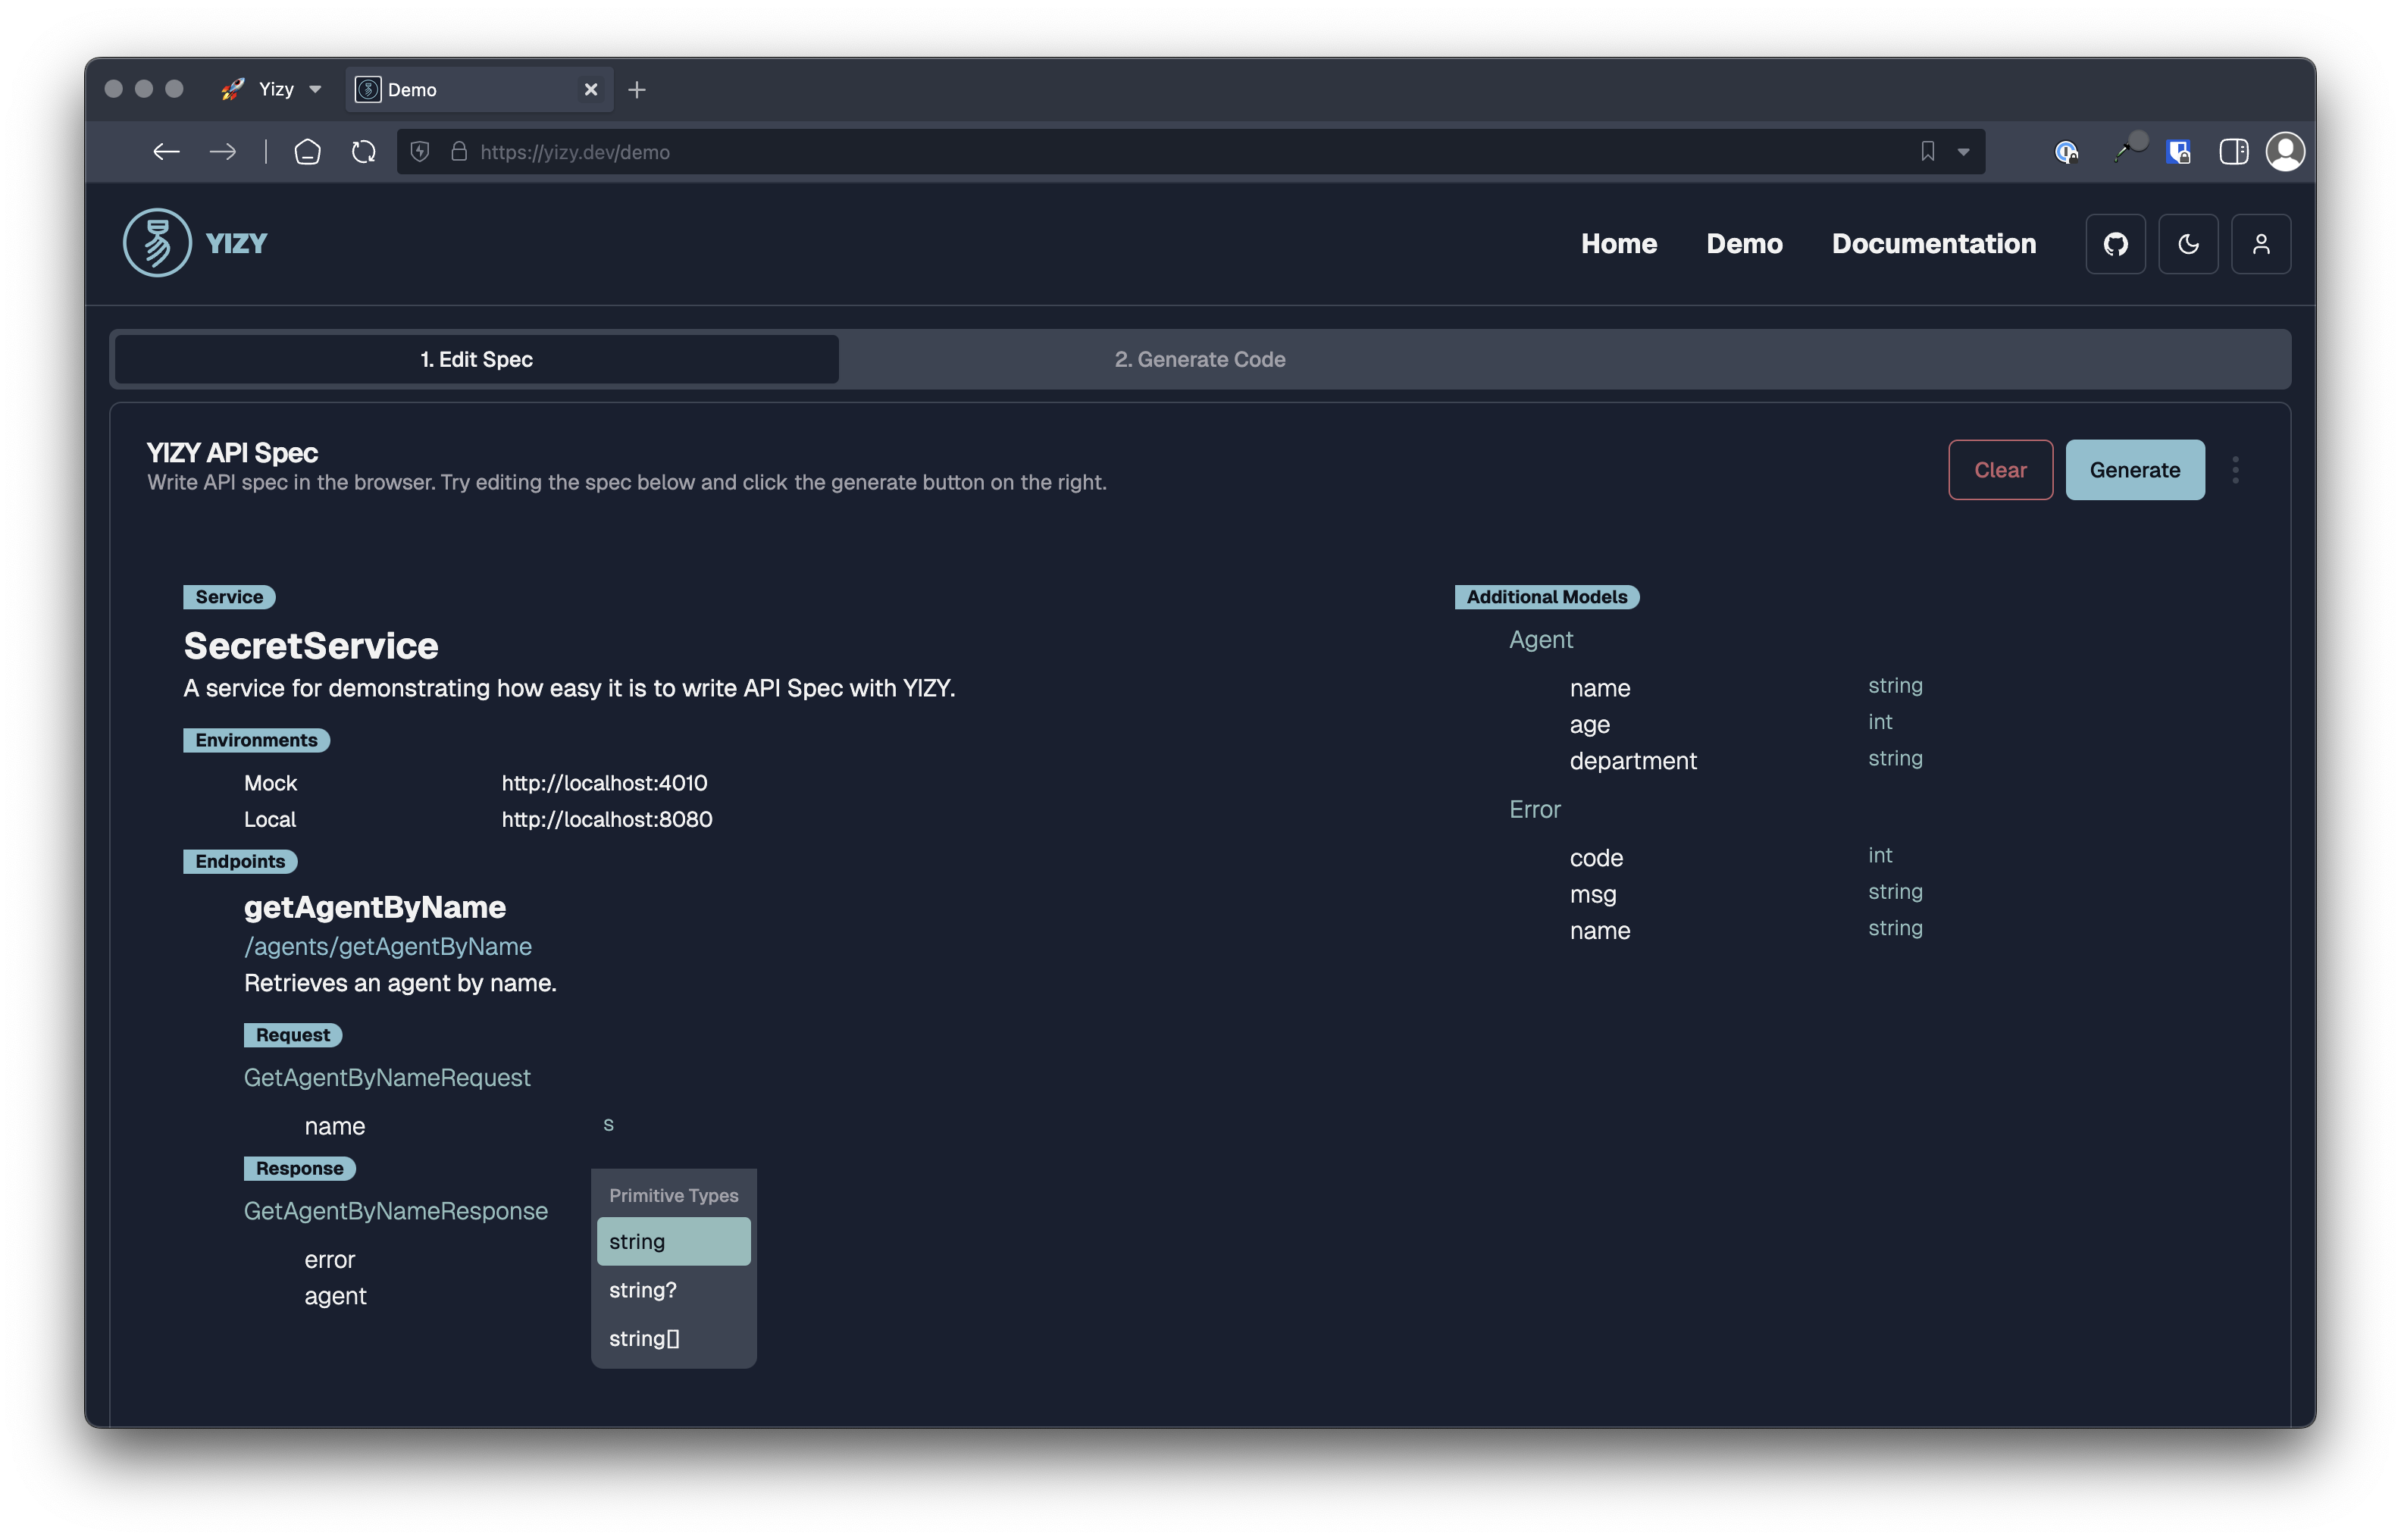 Yizy
Demo
https://yizy.dev/demo
YIZY
Home
Demo
Documentation
1. Edit Spec
2. Generate Code
YIZY API Spec
Write API spec in the browser. Try editing the spec below and click the generate button on the right.
Clear
Generate
Service
SecretService
A service for demonstrating how easy it is to write API Spec with YIZY.
Environments
Mock http://localhost:4010
Local http://localhost:8080
Endpoints
getAgentByName
/agents/getAgentByName
Retrieves an agent by name.
Request
GetAgentByNameRequest
name s
Response
GetAgentByNameResponse
error
agent
Primitive Types
string
string?
string[]
Additional Models
Agent
name string
age int
department string
Error
code int
msg string
name string